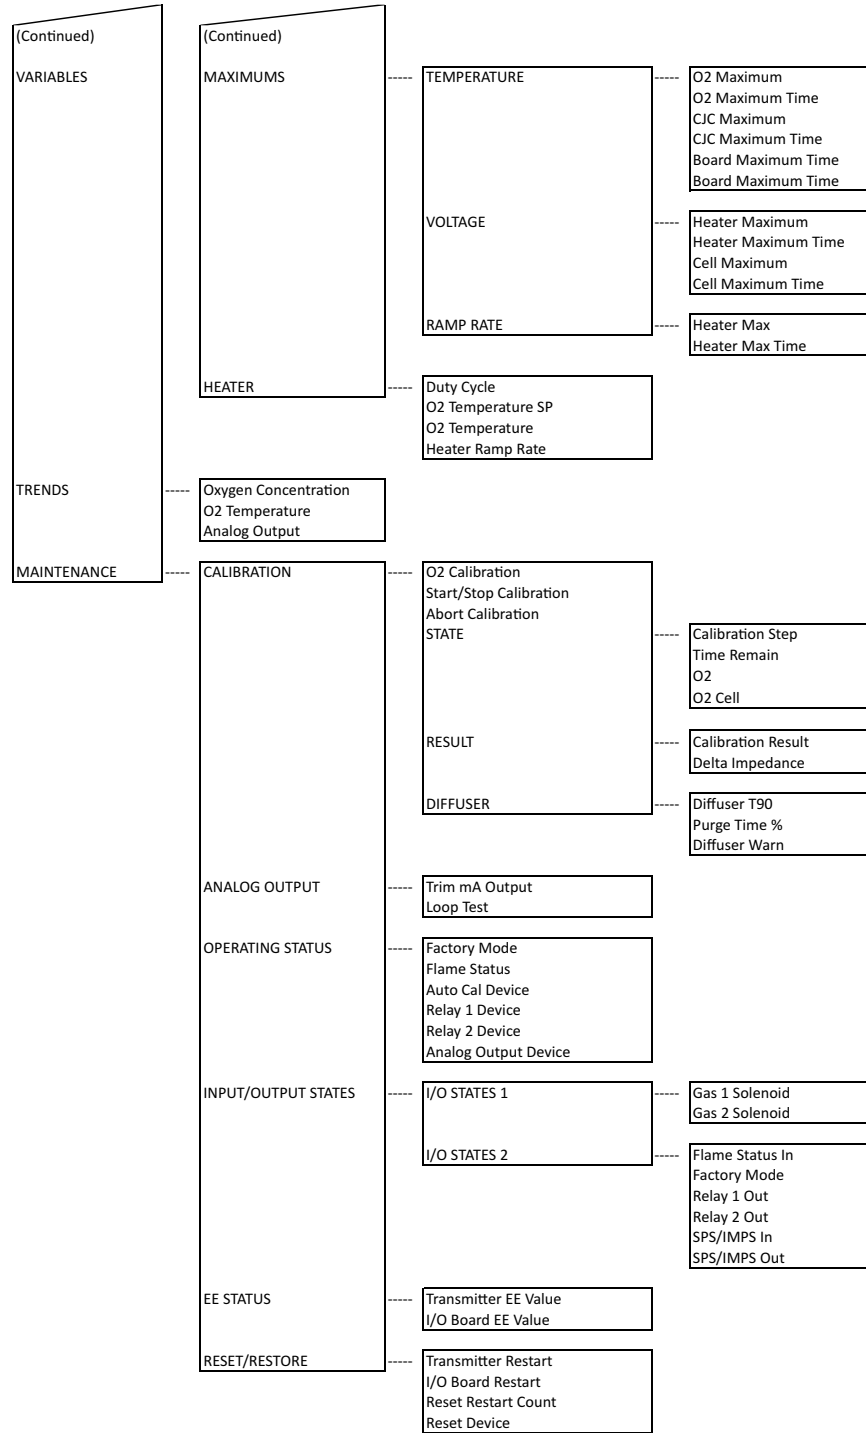 (Continued)
(Continued)
VARIABLES
MAXIMUMS ----- TEMPERATURE ----- O2 Maximum
O2 Maximum Time
CJC Maximum
CJC Maximum Time
Board Maximum Time
Board Maximum Time
VOLTAGE ----- Heater Maximum
Heater Maximum Time
Cell Maximum
Cell Maximum Time
RAMP RATE ----- Heater Max
Heater Max Time
HEATER ----- Duty Cycle
O2 Temperature SP
O2 Temperature
Heater Ramp Rate
TRENDS ----- Oxygen Concentration
O2 Temperature
Analog Output
MAINTENANCE ----- CALIBRATION ----- O2 Calibration
Start/Stop Calibration
Abort Calibration
STATE ----- Calibration Step
Time Remain
O2
O2 Cell
RESULT ----- Calibration Result
Delta Impedance
DIFFUSER ----- Diffuser T90
Purge Time %
Diffuser Warn
ANALOG OUTPUT ----- Trim mA Output
Loop Test
OPERATING STATUS ----- Factory Mode
Flame Status
Auto Cal Device
Relay 1 Device
Relay 2 Device
Analog Output Device
INPUT/OUTPUT STATES ----- I/O STATES 1 ----- Gas 1 Solenoid
Gas 2 Solenoid
I/O STATES 2 ----- Flame Status In
Factory Mode
Relay 1 Out
Relay 2 Out
SPS/IMPS In
SPS/IMPS Out
EE STATUS ----- Transmitter EE Value
I/O Board EE Value
RESET/RESTORE ----- Transmitter Restart
I/O Board Restart
Reset Restart Count
Reset Device